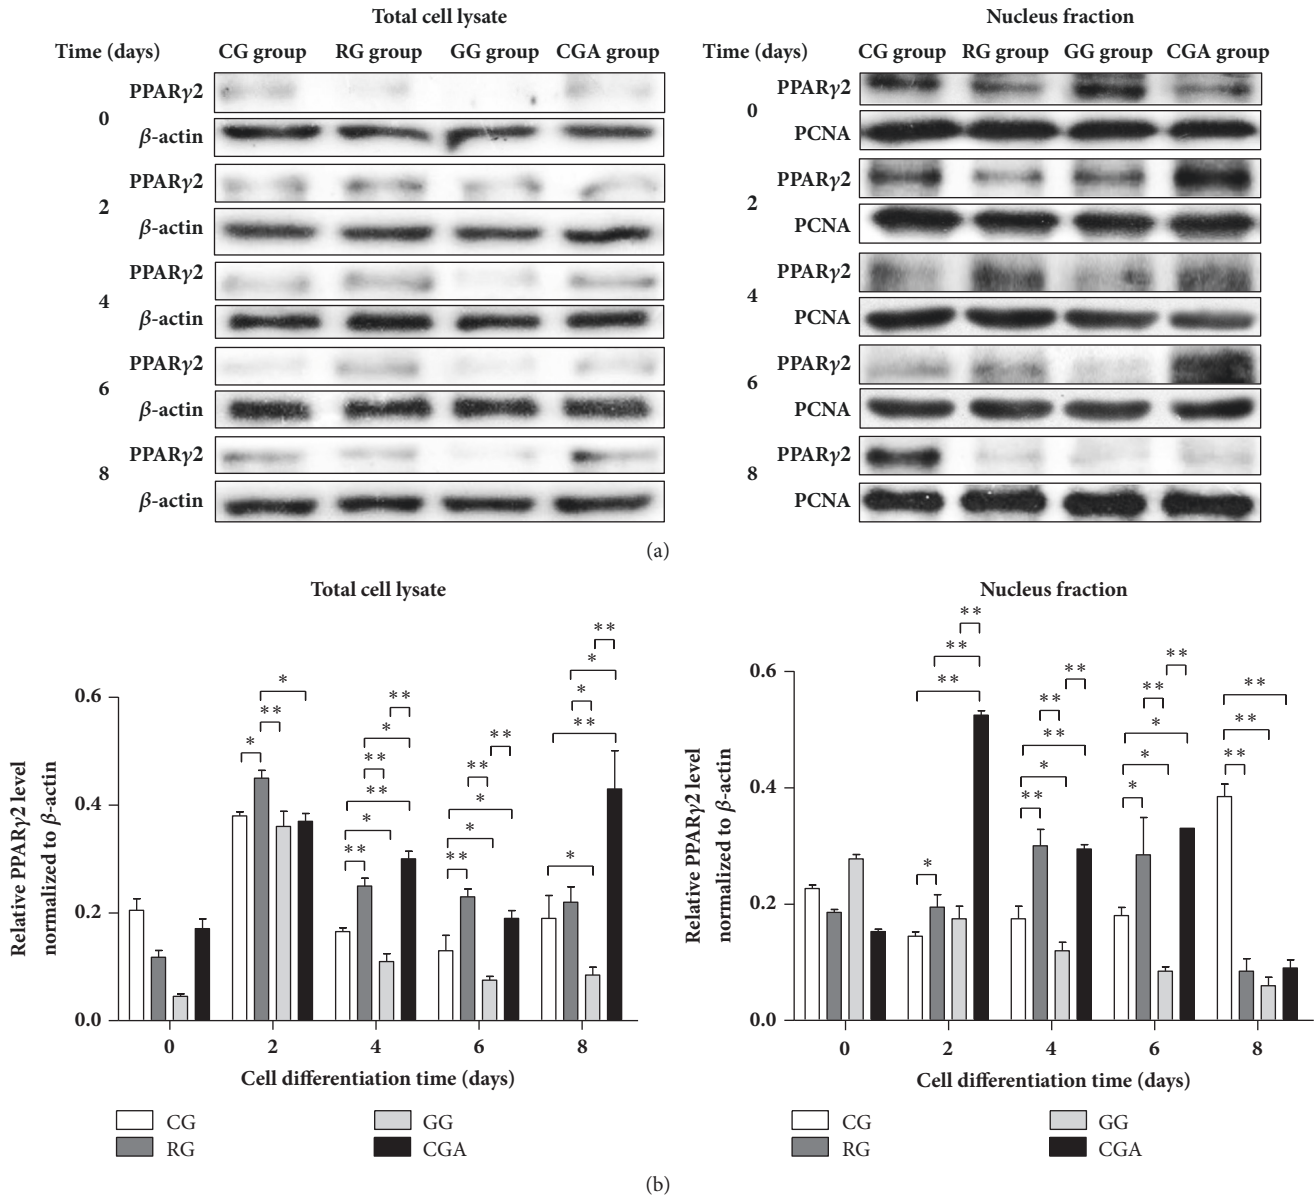 Total cell lysate
Time (days) CG group RG group GG group CGA group
PPARγ2
0
β-actin
PPARγ2
2
β-actin
PPARγ2
4
β-actin
PPARγ2
6
β-actin
PPARγ2
8
β-actin
Nucleus fraction
Time (days) CG group RG group GG group CGA group
PPARγ2
0
PCNA
PPARγ2
2
PCNA
PPARγ2
4
PCNA
PPARγ2
6
PCNA
PPARγ2
8
PCNA
(a)
Total cell lysate
Relative PPARγ2 level
normalized to β-actin
0.6
0.4
0.2
0.0
* ** *
** * ** ** * **
** * * ** **
* ** * * **
0 2 4 6 8
Cell differentiation time (days)
CG GG
RG CGA
Nucleus fraction
Relative PPARγ2 level
normalized to β-actin
0.6
0.4
0.2
0.0
* ** ** **
** * ** ** **
* * * ** **
** ** **
0 2 4 6 8
Cell differentiation time (days)
CG GG
RG CGA
(b)